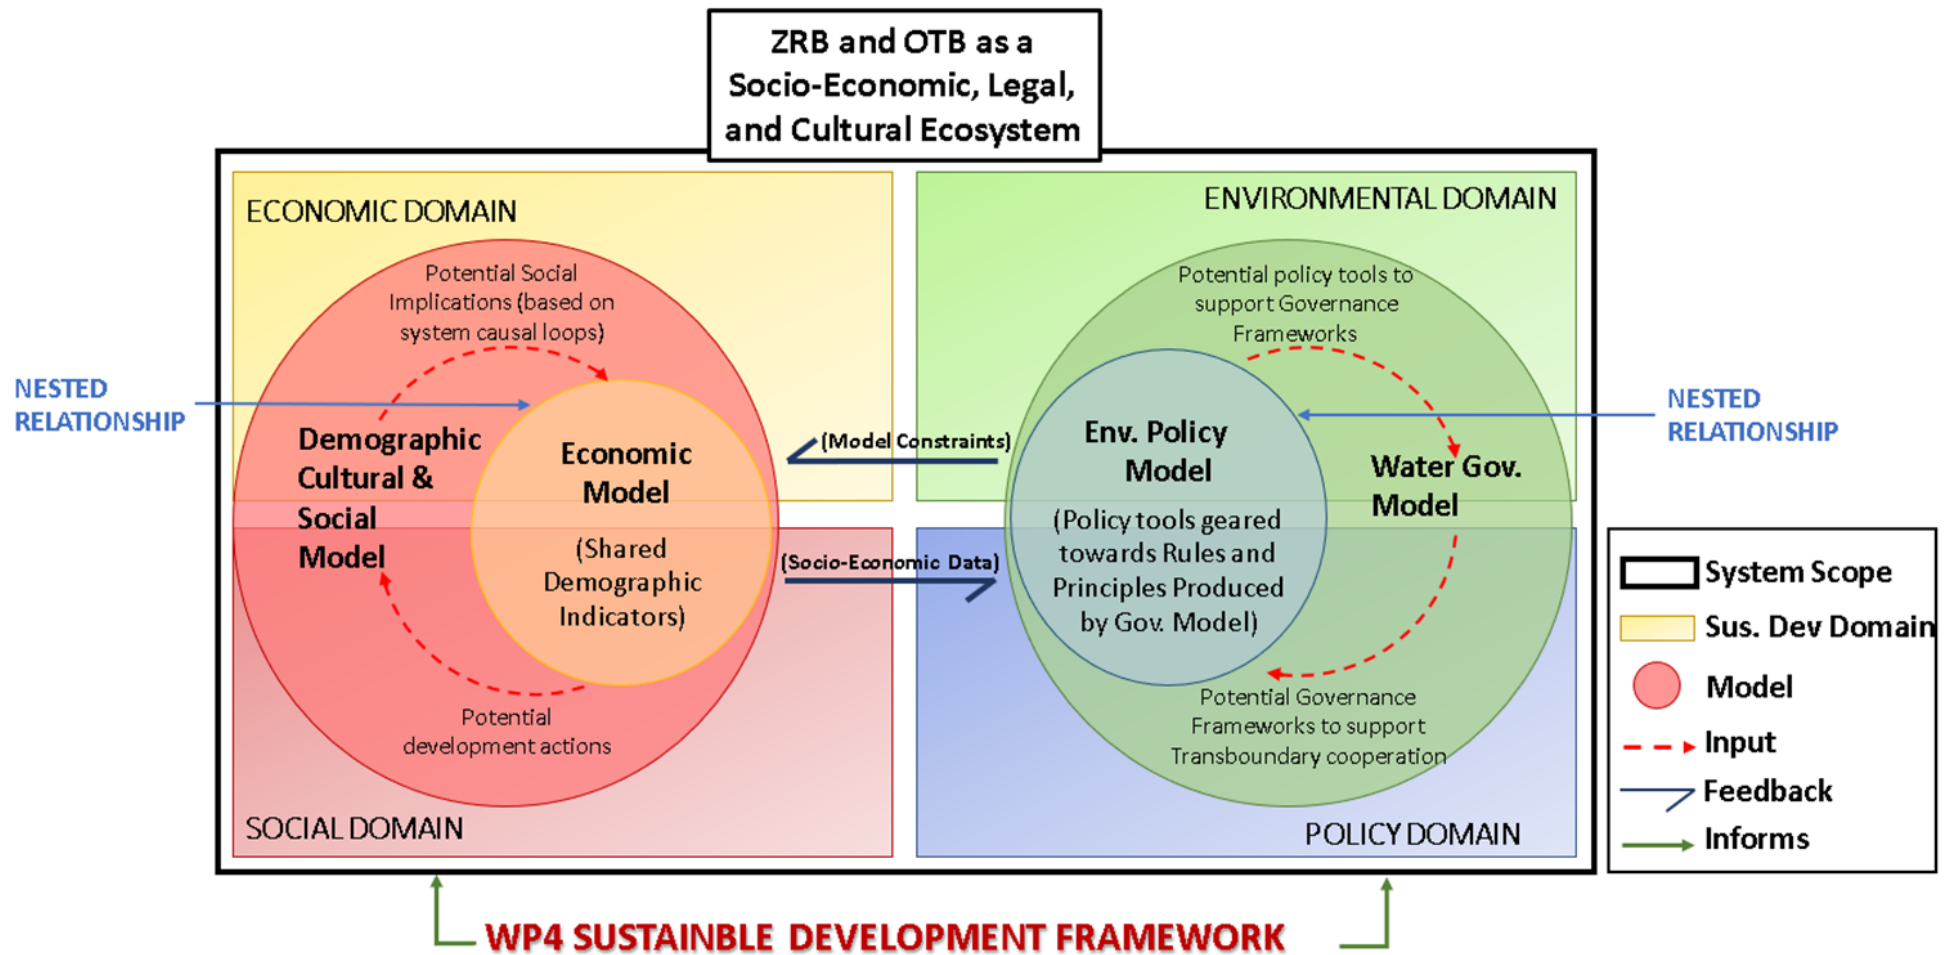 ZRB and OTB as a
Socio-Economic, Legal,
and Cultural Ecosystem
ECONOMIC DOMAIN
ENVIRONMENTAL DOMAIN
Potential Social
Implications (based on
system causal loops)
Potential policy tools to
support Governance
Frameworks
NESTED
RELATIONSHIP
NESTED
RELATIONSHIP
Demographic
Cultural &
Social
Model
Economic
Model
(Shared
Demographic
Indicators)
(Model Constraints)
(Socio-Economic Data)
Env. Policy
Model
(Policy tools geared
towards Rules and
Principles Produced
by Gov. Model)
Water Gov.
Model
Potential
development actions
Potential Governance
Frameworks to support
Transboundary cooperation
SOCIAL DOMAIN
POLICY DOMAIN
System Scope
Sus. Dev Domain
Model
Input
Feedback
Informs
WP4 SUSTAINBLE DEVELOPMENT FRAMEWORK